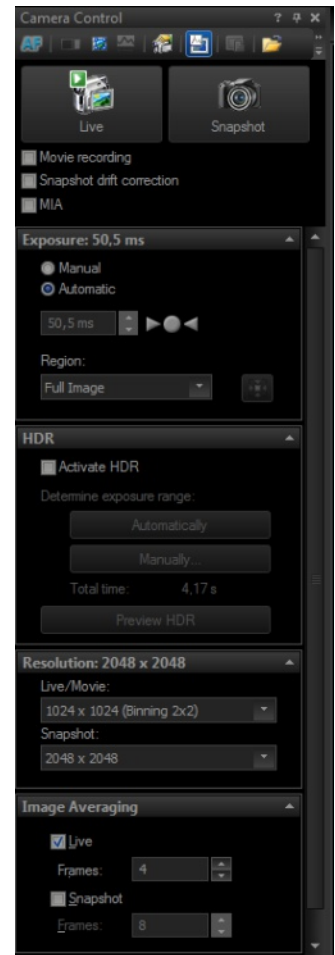 Camera Control
AF
Live Snapshot
Movie recording
Snapshot drift correction
MIA
Exposure: 50,5 ms
Manual
Automatic
50,5 ms
Region:
Full Image
HDR
Activate HDR
Determine exposure range:
Automatically
Manually...
Total time: 4,17 s
Preview HDR
Resolution: 2048 x 2048
Live/Movie:
1024 x 1024 (Binning 2x2)
Snapshot:
2048 x 2048
Image Averaging
Live
Frames: 4
Snapshot
Frames: 8